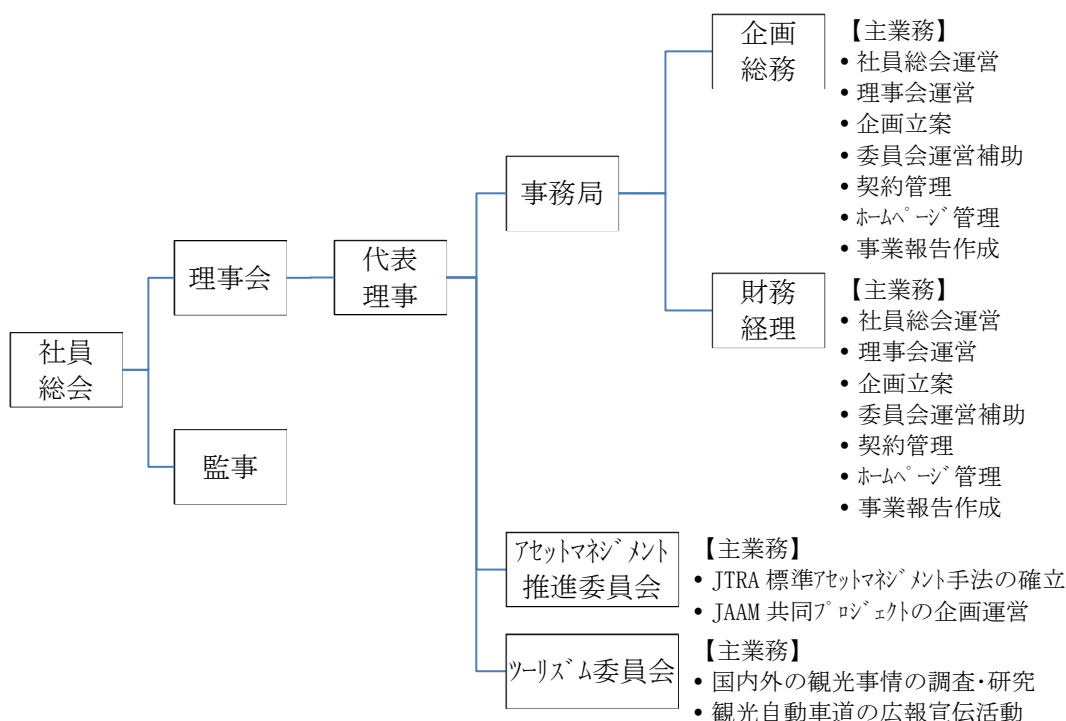 企画
総務
【主業務】
• 社員総会運営
• 理事会運営
• 企画立案
• 委員会運営補助
• 契約管理
• ﾎｰﾑﾍﾟｰｼﾞ管理
• 事業報告作成
事務局
代表
理事
理事会
財務
経理
【主業務】
• 社員総会運営
• 理事会運営
• 企画立案
• 委員会運営補助
• 契約管理
• ﾎｰﾑﾍﾟｰｼﾞ管理
• 事業報告作成
社員
総会
監事
ｱｾｯﾄﾏﾈｼﾞﾒﾝﾄ
推進委員会
【主業務】
• JTRA 標準ｱｾｯﾄﾏﾈｼﾞﾒﾝﾄ手法の確立
• JAAM 共同ﾌﾟﾛｼﾞｪｸﾄの企画運営
ﾂｰﾘｽﾞﾑ委員会
【主業務】
• 国内外の観光事情の調査･研究
• 観光自動車道の広報宣伝活動